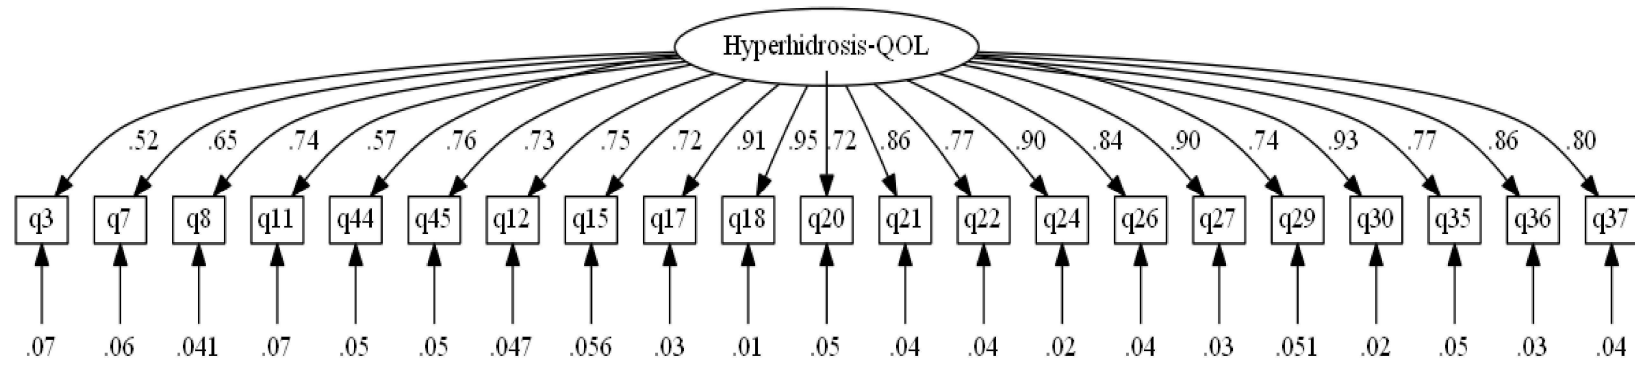 Hyperhidrosis-QOL
.52 .65 .74 .57 .76 .73 .75 .72 .91 .95 .72 .86 .77 .90 .84 .90 .74 .93 .77 .86 .80
q3 q7 q8 q11 q44 q45 q12 q15 q17 q18 q20 q21 q22 q24 q26 q27 q29 q30 q35 q36 q37
.07 .06 .041 .07 .05 .05 .047 .056 .03 .01 .05 .04 .04 .02 .04 .03 .051 .02 .05 .03 .04